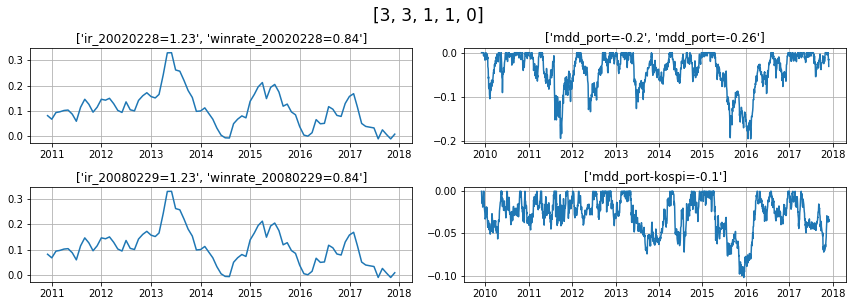 [3, 3, 1, 1, 0]
['ir_20020228=1.23', 'winrate_20020228=0.84']
0.3
0.2
0.1
0.0
2011 2012 2013 2014 2015 2016 2017 2018
['mdd_port=-0.2', 'mdd_port=-0.26']
0.0
−0.1
−0.2
2010 2011 2012 2013 2014 2015 2016 2017 2018
['ir_20080229=1.23', 'winrate_20080229=0.84']
0.3
0.2
0.1
0.0
2011 2012 2013 2014 2015 2016 2017 2018
['mdd_port-kospi=-0.1']
0.00
−0.05
−0.10
2010 2011 2012 2013 2014 2015 2016 2017 2018